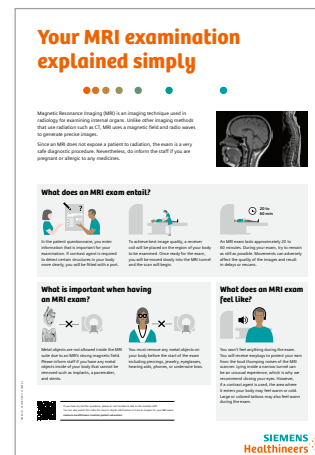 Your MRI examination
explained simply
Magnetic Resonance Imaging (MRI) is an imaging technique used in
radiology for examining internal organs. Unlike other imaging methods
that use radiation such as CT, MRI uses a magnetic field and radio waves
to generate precise images.
Since an MRI does not expose a patient to radiation, the exam is a very
safe diagnostic procedure. Nevertheless, do inform the staff if you are
pregnant or allergic to any medicines.
What does an MRI exam entail?
20 to
60 min
In the patient questionnaire, you enter
information that is important for your
examination. If contrast agent is required
to detect certain structures in your body
more clearly, you will be fitted with a port.
To achieve best image quality, a receiver
coil will be placed on the region of your body
to be examined. Once ready for the exam,
you will be moved slowly into the MRI tunnel
and the scan will begin.
An MRI exam lasts approximately 20 to
60 minutes. During your exam, try to remain
as still as possible. Movements can adversely
affect the quality of the images and result
in delays or rescans.
What is important when having
an MRI exam?
Metal objects are not allowed inside the MRI
suite due to an MRI's strong magnetic field.
Please inform staff if you have any metal
objects inside of your body that cannot be
removed such as implants, a pacemaker,
and stents.
You must remove any metal objects on
your body before the start of the exam
including piercings, jewelry, eyeglasses,
hearing aids, phones, or underwire bras.
What does an MRI exam
feel like?
You won't feel anything during the exam.
You will receive earplugs to protect your ears
from the loud thumping noises of the MRI
scanner. Lying inside a narrow tunnel can
be an unusual experience, which is why we
recommend closing your eyes. However,
if a contrast agent is used, the area where
it enters your body may feel warm or cold.
Large or colored tattoos may also feel warm
during the exam.
SIEMENS
Healthineers